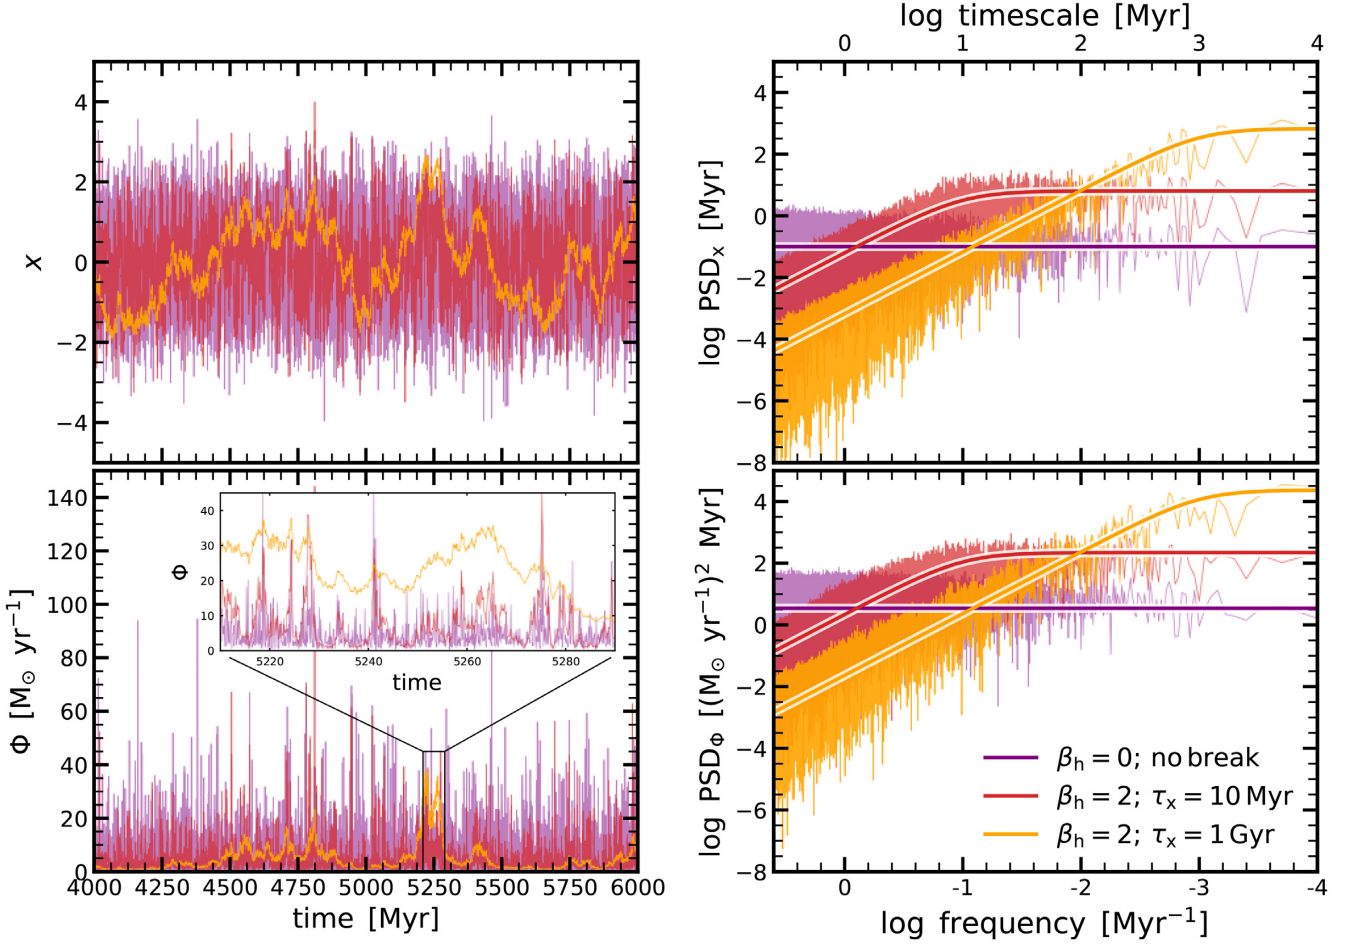 log timescale [Myr]
0 1 2 3 4
4
2
0
−2
−4
x
4
2
0
−2
−4
−6
−8
log PSDx [Myr]
140
120
100
80
60
40
20
0
Φ [M⊙ yr−1]
4000 4250 4500 4750 5000 5250 5500 5750 6000
time [Myr]
40
30
20
10
0
Φ
5220 5240 5260 5280
time
4
2
0
−2
−4
−6
−8
log PSDΦ [(M⊙ yr−1)2 Myr]
βh = 0; no break
βh = 2; τx = 10 Myr
βh = 2; τx = 1 Gyr
0 -1 -2 -3 -4
log frequency [Myr−1]